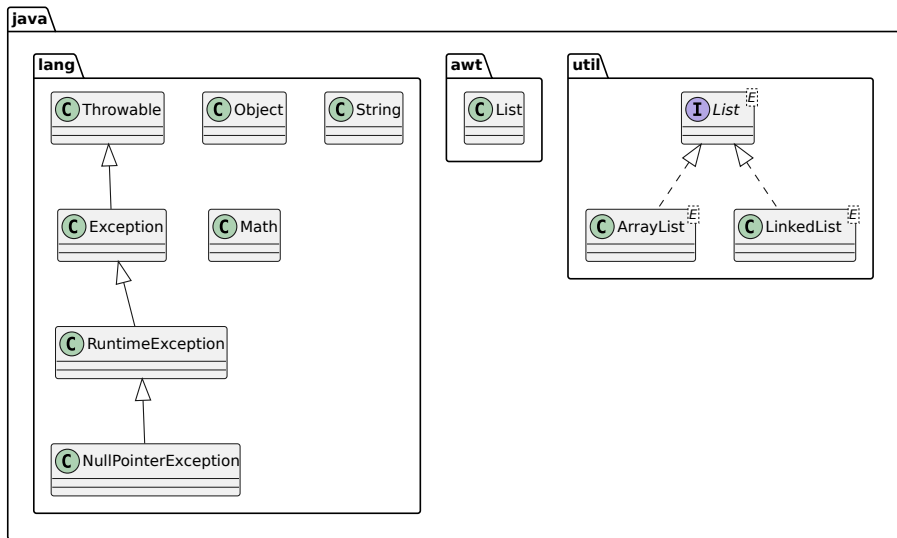 java
lang
C Throwable
C Object
C String
C Exception
C Math
C RuntimeException
C NullPointerException
awt
C List
util
I List E
C ArrayList E
C LinkedList E